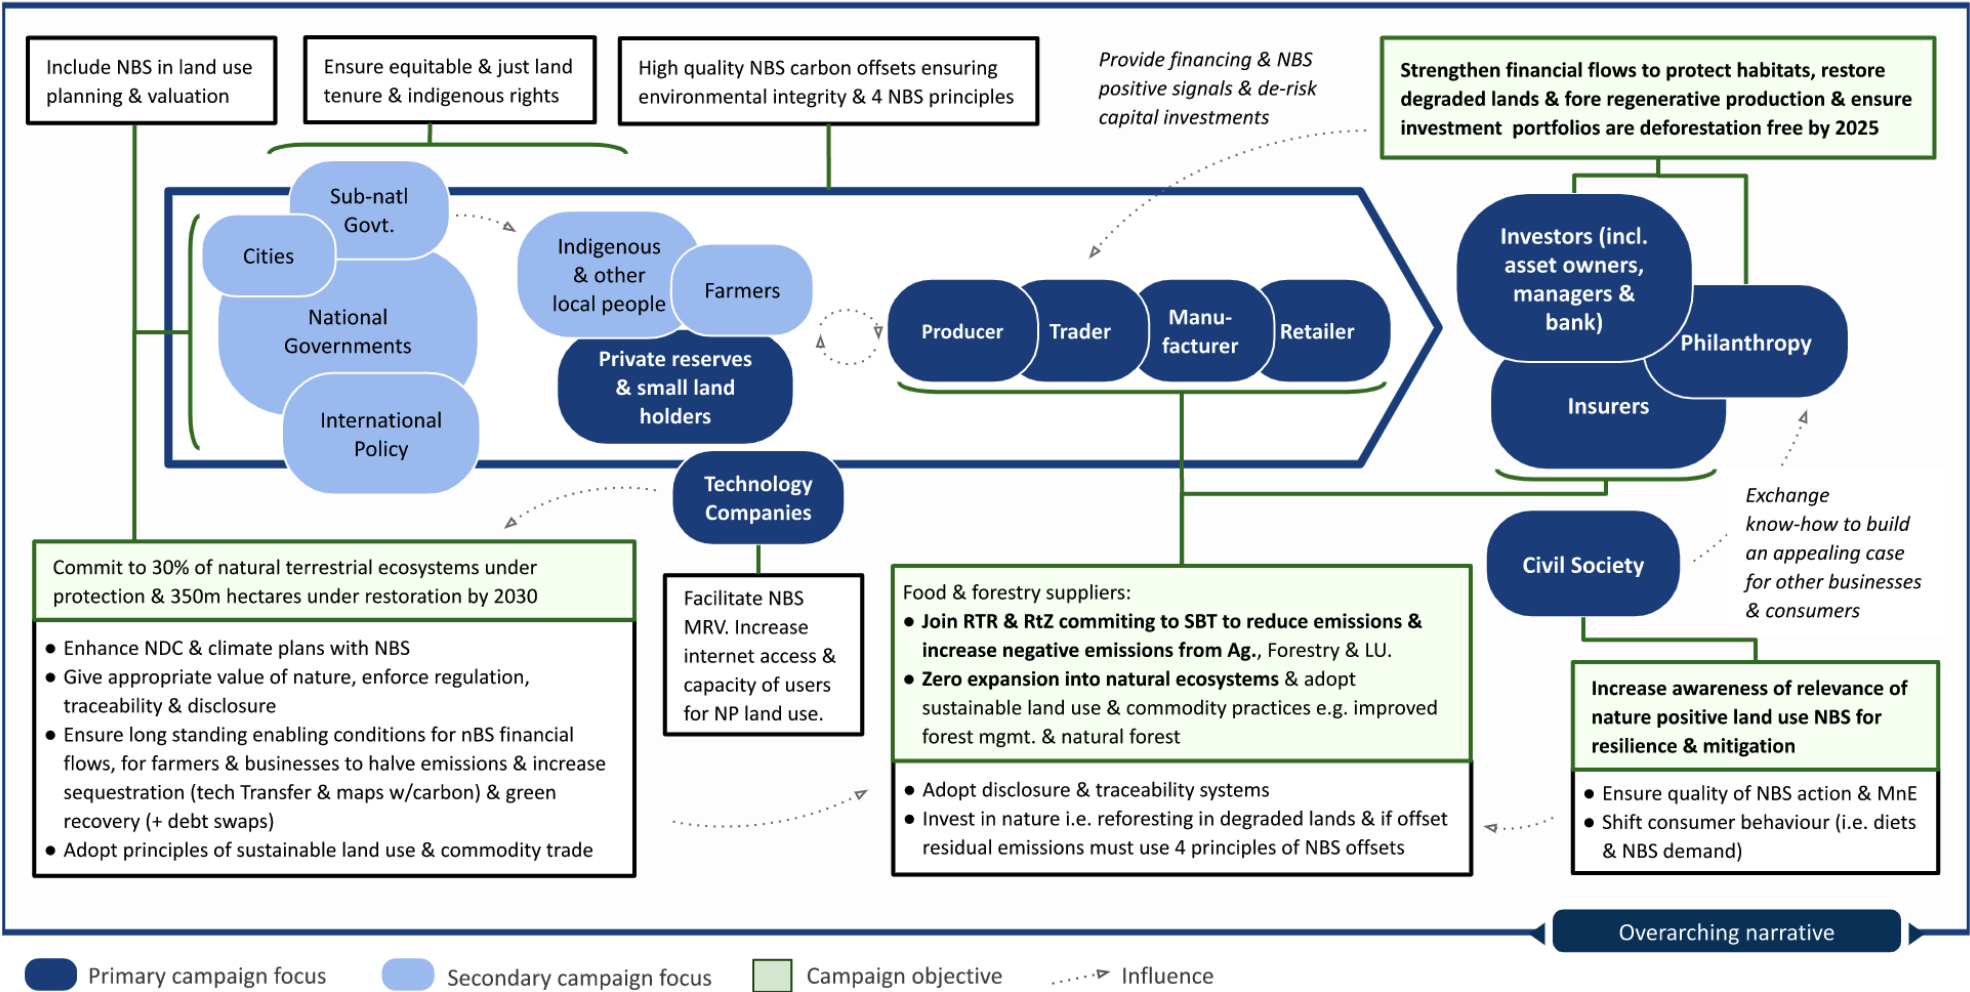 Include NBS in land use
planning & valuation
Ensure equitable & just land
tenure & indigenous rights
High quality NBS carbon offsets ensuring
environmental integrity & 4 NBS principles
Provide financing & NBS
positive signals & de-risk
capital investments
Strengthen financial flows to protect habitats, restore
degraded lands & fore regenerative production & ensure
investment portfolios are deforestation free by 2025
Sub-natl
Govt.
Cities
National
Governments
International
Policy
Indigenous
& other
local people
Farmers
Private reserves
& small land
holders
Producer
Trader
Manu-
facturer
Retailer
Investors (incl.
asset owners,
managers &
bank)
Philanthropy
Insurers
Technology
Companies
Civil Society
Exchange
know-how to build
an appealing case
for other businesses
& consumers
Commit to 30% of natural terrestrial ecosystems under
protection & 350m hectares under restoration by 2030
● Enhance NDC & climate plans with NBS
● Give appropriate value of nature, enforce regulation,
traceability & disclosure
● Ensure long standing enabling conditions for nBS financial
flows, for farmers & businesses to halve emissions & increase
sequestration (tech Transfer & maps w/carbon) & green
recovery (+ debt swaps)
● Adopt principles of sustainable land use & commodity trade
Facilitate NBS
MRV. Increase
internet access &
capacity of users
for NP land use.
Food & forestry suppliers:
● Join RTR & RtZ commiting to SBT to reduce emissions &
increase negative emissions from Ag., Forestry & LU.
● Zero expansion into natural ecosystems & adopt
sustainable land use & commodity practices e.g. improved
forest mgmt. & natural forest
● Adopt disclosure & traceability systems
● Invest in nature i.e. reforesting in degraded lands & if offset
residual emissions must use 4 principles of NBS offsets
Increase awareness of relevance of
nature positive land use NBS for
resilience & mitigation
● Ensure quality of NBS action & MnE
● Shift consumer behaviour (i.e. diets
& NBS demand)
Overarching narrative
Primary campaign focus
Secondary campaign focus
Campaign objective
Influence